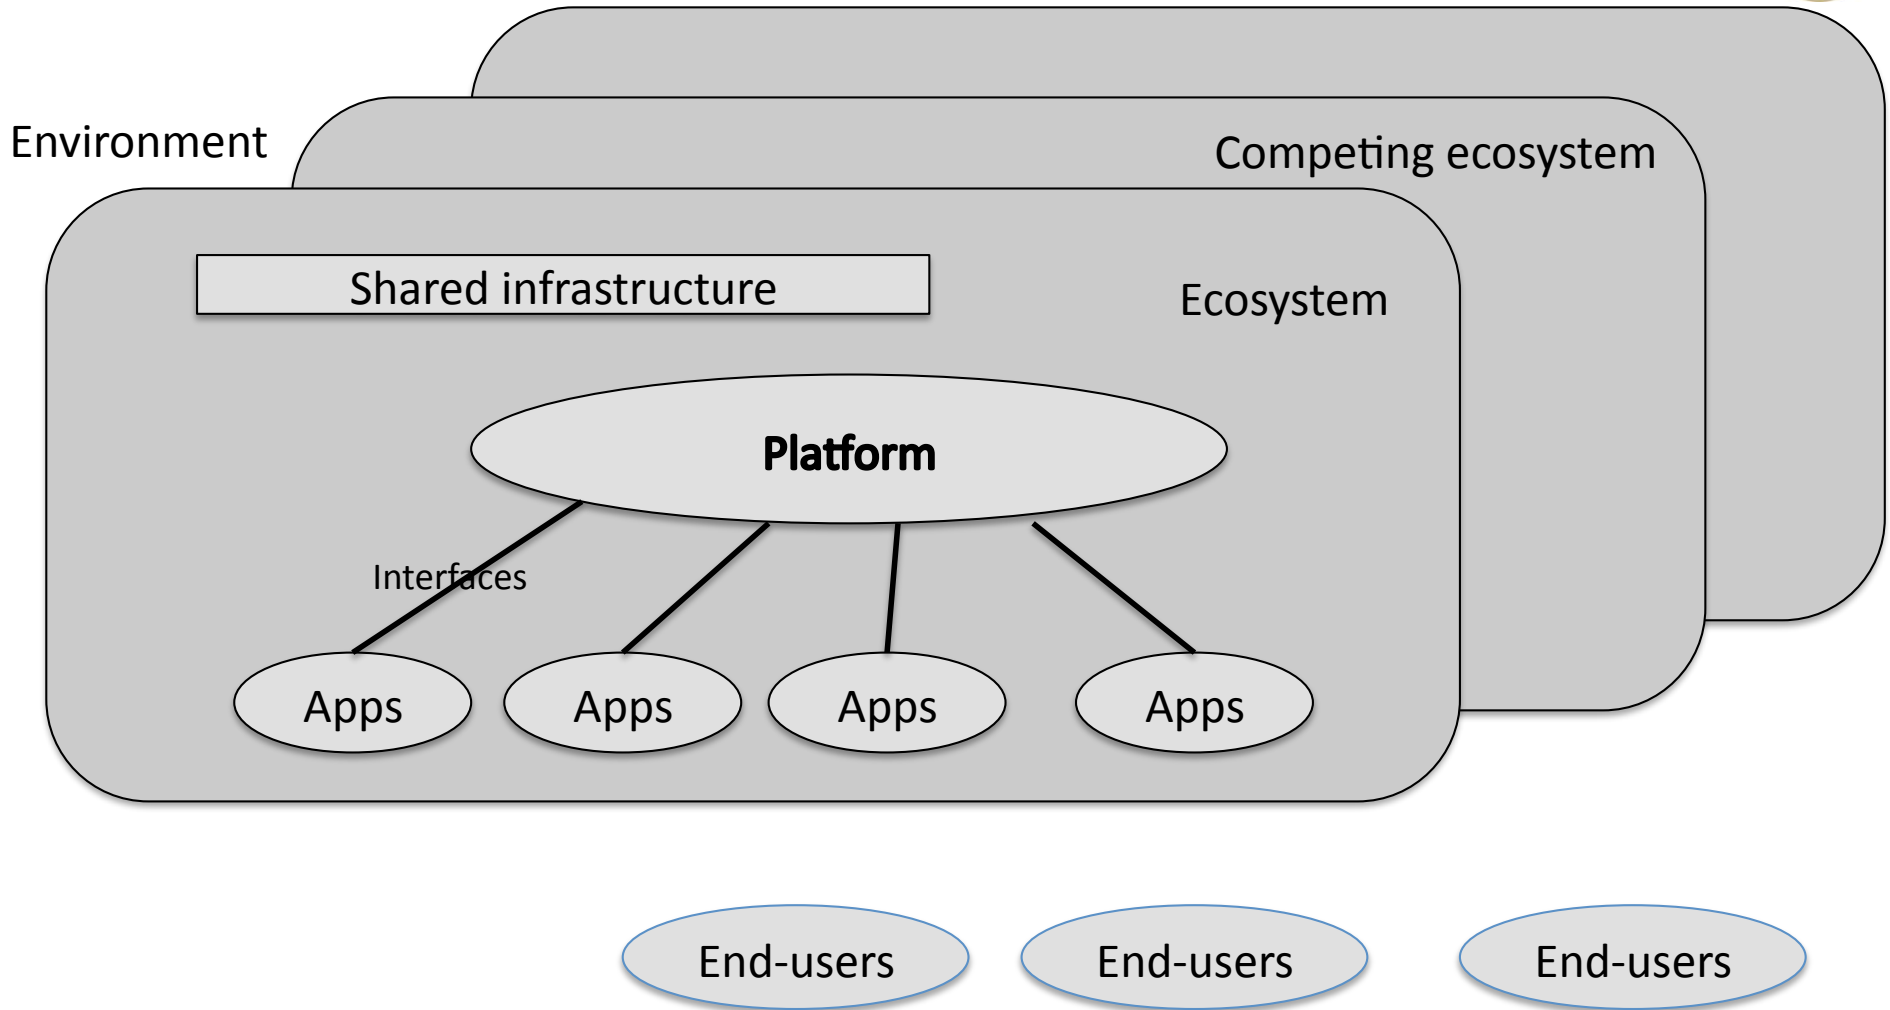 Environment
Competing ecosystem
Shared infrastructure
Ecosystem
Platform
Interfaces
Apps
Apps
Apps
Apps
End-users
End-users
End-users